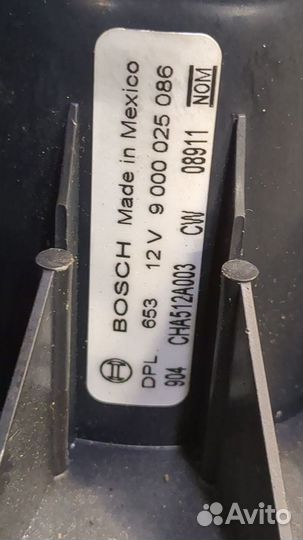 BOSCH Made in Mexico
DPL 653 12 V 9 000 025 086
904 CHA512A003 CW 08911 NOM
Avito